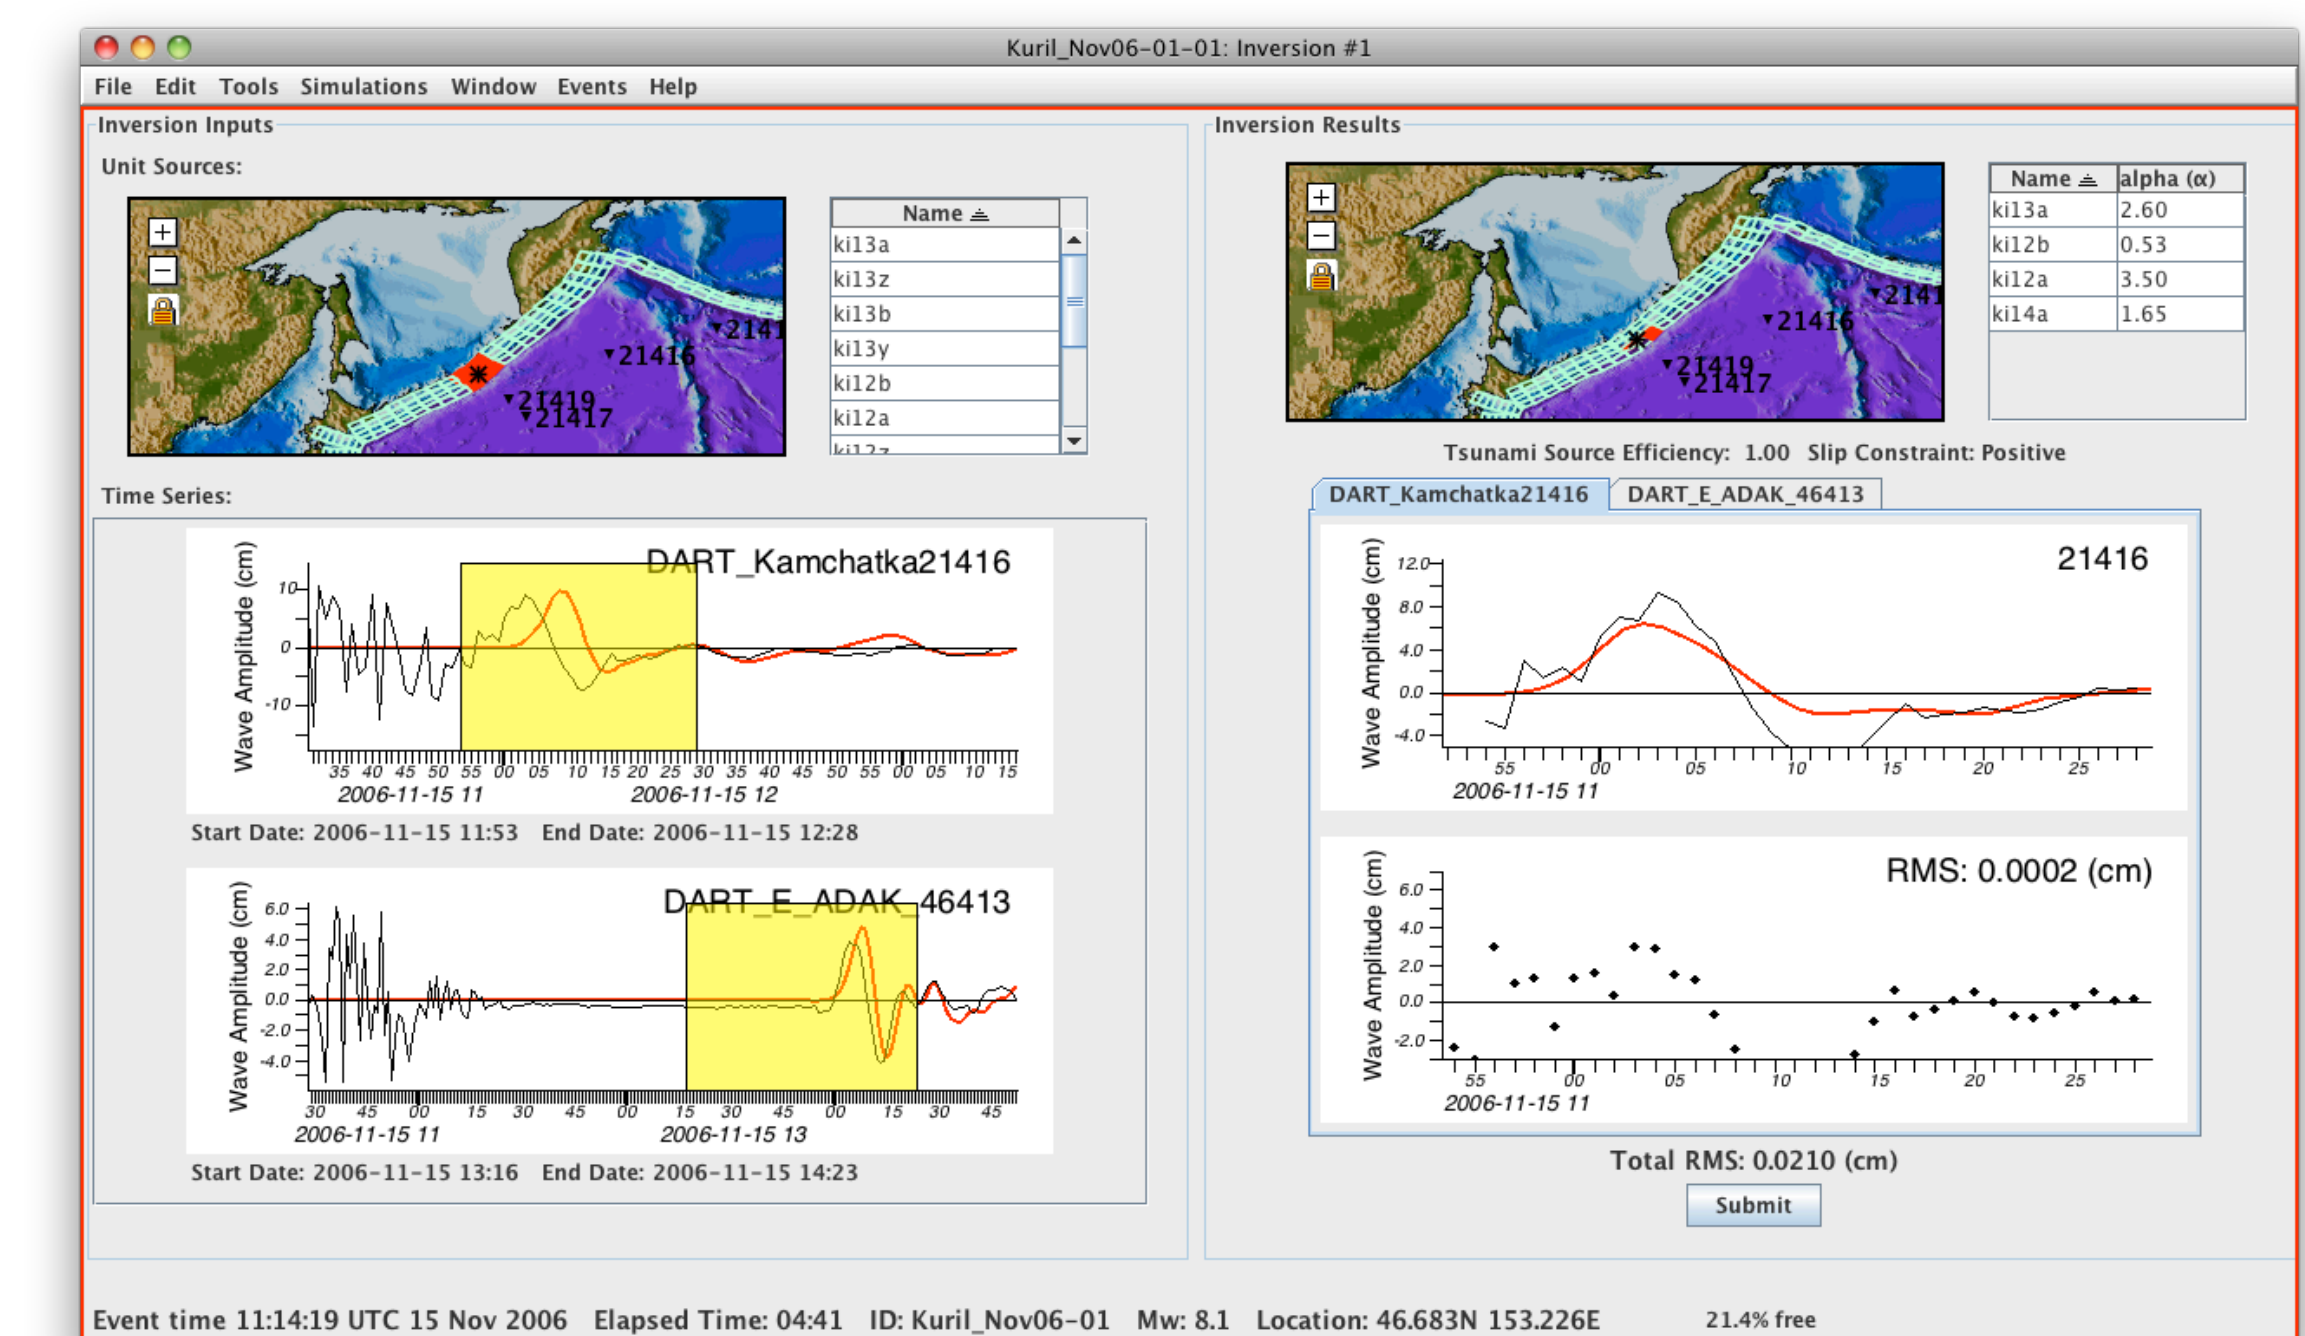 Kuril_Nov06-01-01: Inversion #1
File Edit Tools Simulations Window Events Help
Inversion Inputs
Unit Sources:
+
−
21416
2141
21419
21417
Name
ki13a
ki13z
ki13b
ki13y
ki12b
ki12a
ki12z
Time Series:
DART_Kamchatka21416
Wave Amplitude (cm)
10
0
-10
35 40 45 50 55 00 05 10 15 20 25 30 35 40 45 50 55 00 05 10 15
2006-11-15 11 2006-11-15 12
Start Date: 2006-11-15 11:53 End Date: 2006-11-15 12:28
DART_E_ADAK_46413
Wave Amplitude (cm)
6.0
4.0
2.0
0.0
-2.0
-4.0
30 45 00 15 30 45 00 15 30 45 00 15 30 45
2006-11-15 11 2006-11-15 13
Start Date: 2006-11-15 13:16 End Date: 2006-11-15 14:23
Inversion Results
+
−
21416
2141
21419
21417
Name alpha (α)
ki13a 2.60
ki12b 0.53
ki12a 3.50
ki14a 1.65
Tsunami Source Efficiency: 1.00 Slip Constraint: Positive
DART_Kamchatka21416 DART_E_ADAK_46413
21416
Wave Amplitude (cm)
12.0
8.0
4.0
0.0
-4.0
55 00 05 10 15 20 25
2006-11-15 11
RMS: 0.0002 (cm)
Wave Amplitude (cm)
6.0
4.0
2.0
0.0
-2.0
55 00 05 10 15 20 25
2006-11-15 11
Total RMS: 0.0210 (cm)
Submit
Event time 11:14:19 UTC 15 Nov 2006 Elapsed Time: 04:41 ID: Kuril_Nov06-01 Mw: 8.1 Location: 46.683N 153.226E 21.4% free